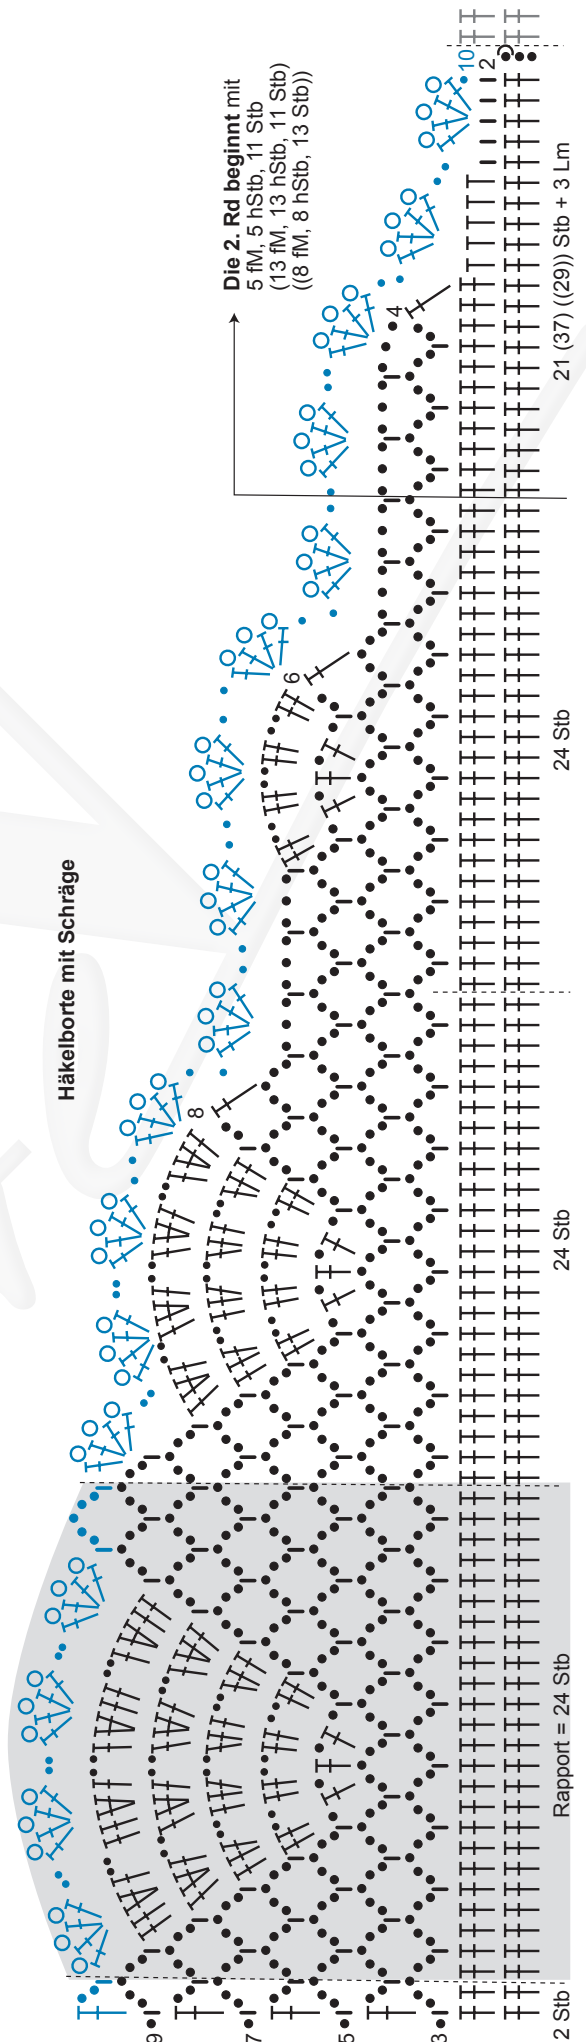 Häkelborte mit Schräge
Die 2. Rd beginnt mit
5 fM, 5 hStb, 11 Stb
(13 fM, 13 hStb, 11 Stb)
((8 fM, 8 hStb, 13 Stb))
10
2
4
6
8
9
7
5
3
2 Stb
Rapport = 24 Stb
24 Stb
24 Stb
21 (37) ((29)) Stb + 3 Lm